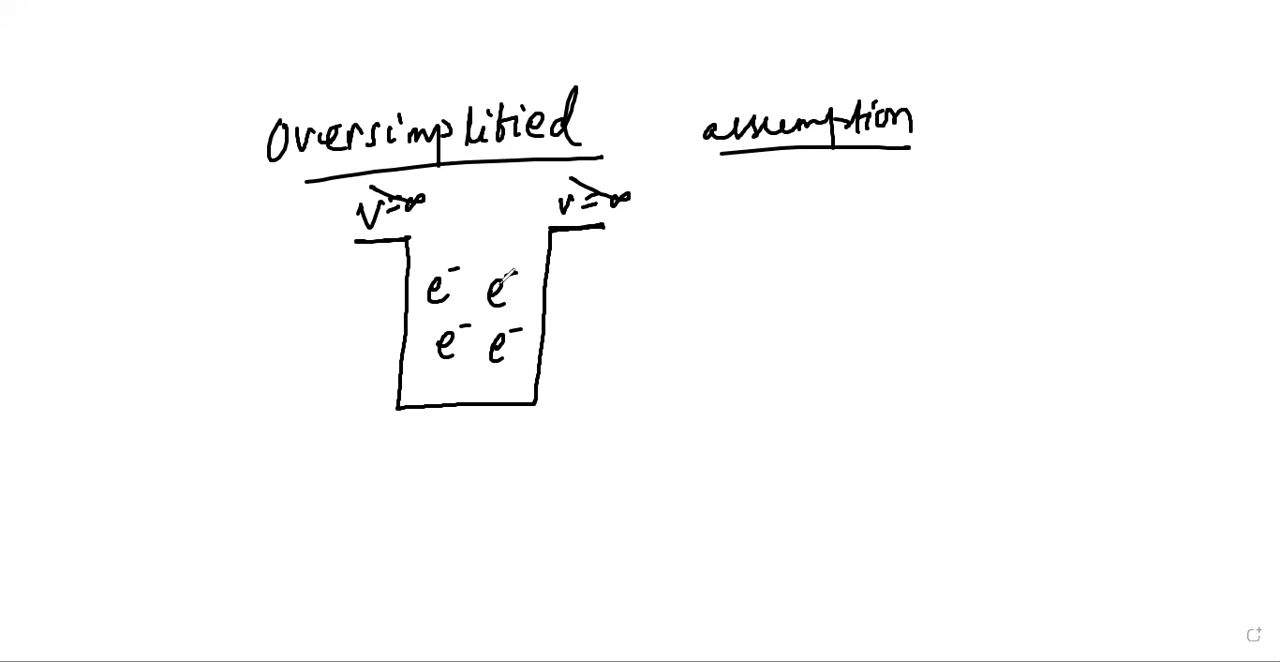 oversimplified assumption
V=∞ V=∞
e⁻ e⁻
e⁻ e⁻